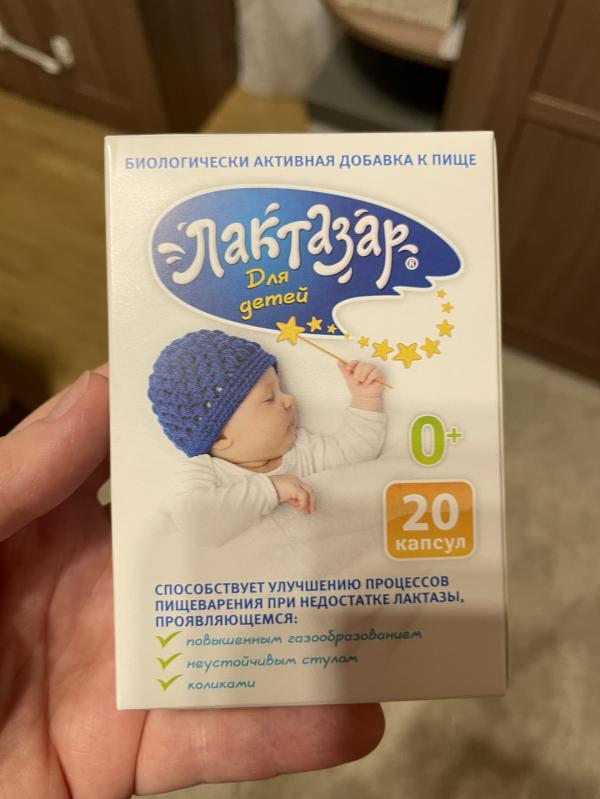 БИОЛОГИЧЕСКИ АКТИВНАЯ ДОБАВКА К ПИЩЕ
Лактазар®
Для
детей
0+
20
капсул
СПОСОБСТВУЕТ УЛУЧШЕНИЮ ПРОЦЕССОВ
ПИЩЕВАРЕНИЯ ПРИ НЕДОСТАТКЕ ЛАКТАЗЫ,
ПРОЯВЛЯЮЩЕМСЯ:
повышенным газообразованием
неустойчивым стулом
коликами